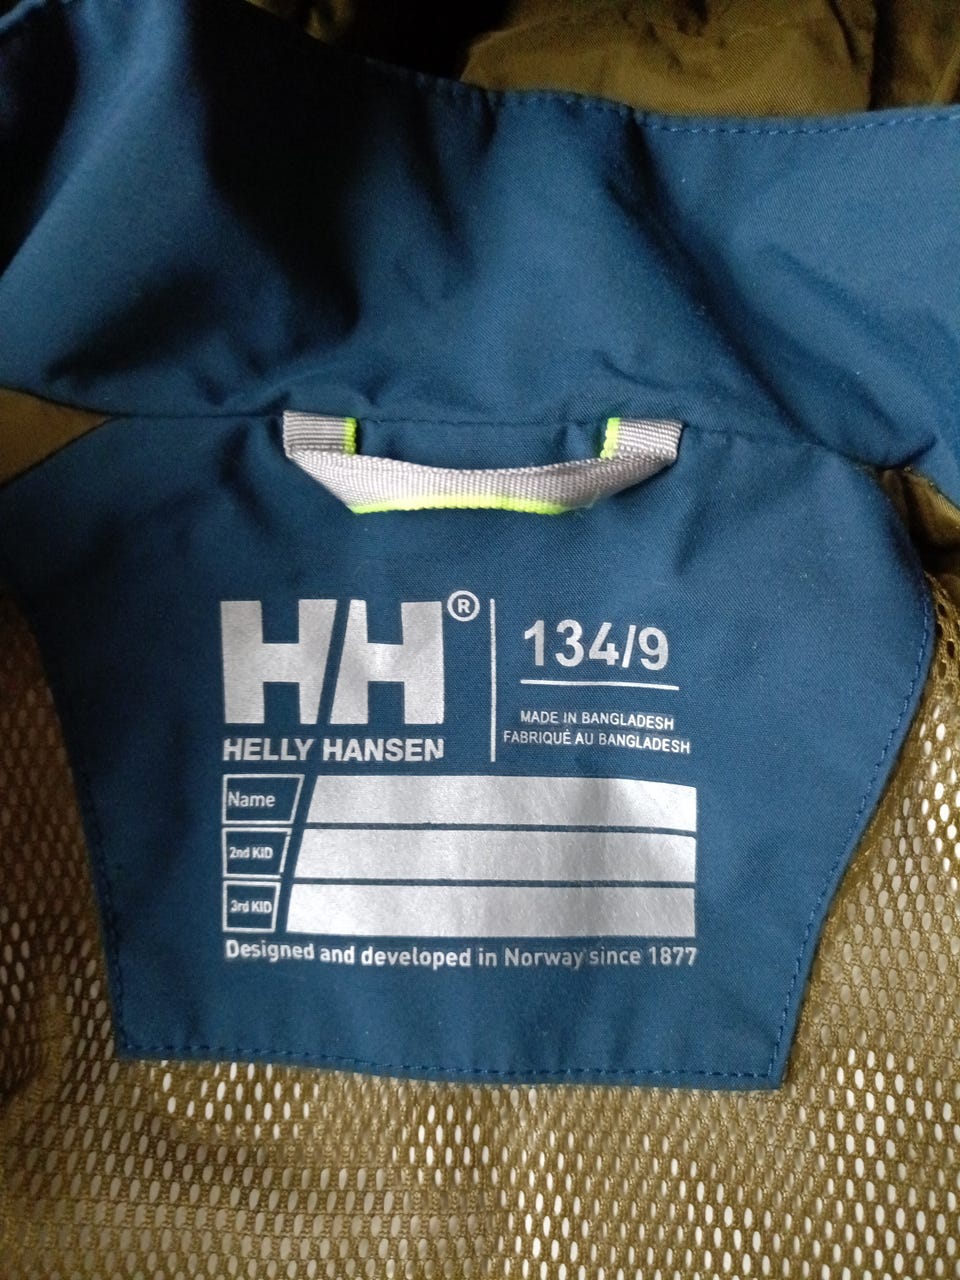 HH®
HELLY HANSEN
134/9
MADE IN BANGLADESH
FABRIQUÉ AU BANGLADESH
Name
2nd KID
3rd KID
Designed and developed in Norway since 1877